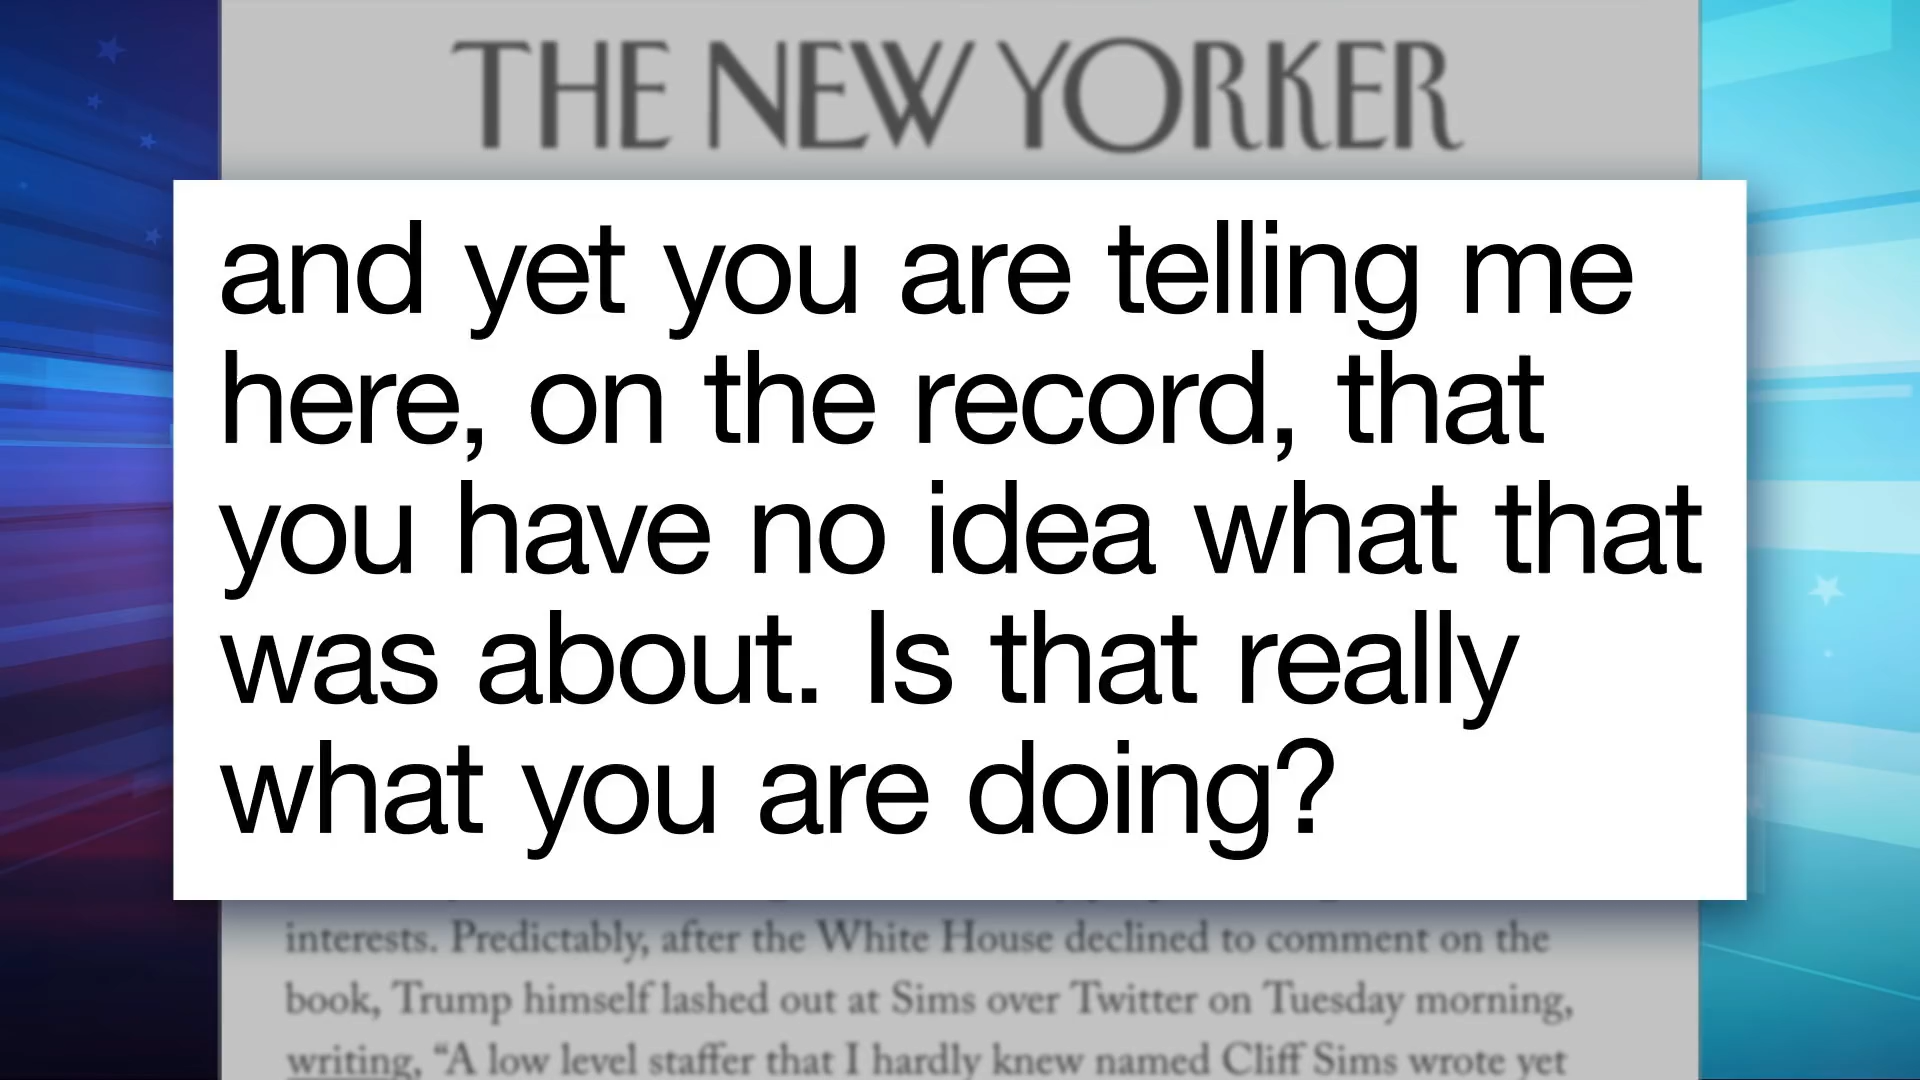 THE NEW YORKER
and yet you are telling me
here, on the record, that
you have no idea what that
was about. Is that really
what you are doing?
interests. Predictably, after the White House declined to comment on the
book, Trump himself lashed out at Sims over Twitter on Tuesday morning,
writing, “A low level staffer that I hardly knew named Cliff Sims wrote yet